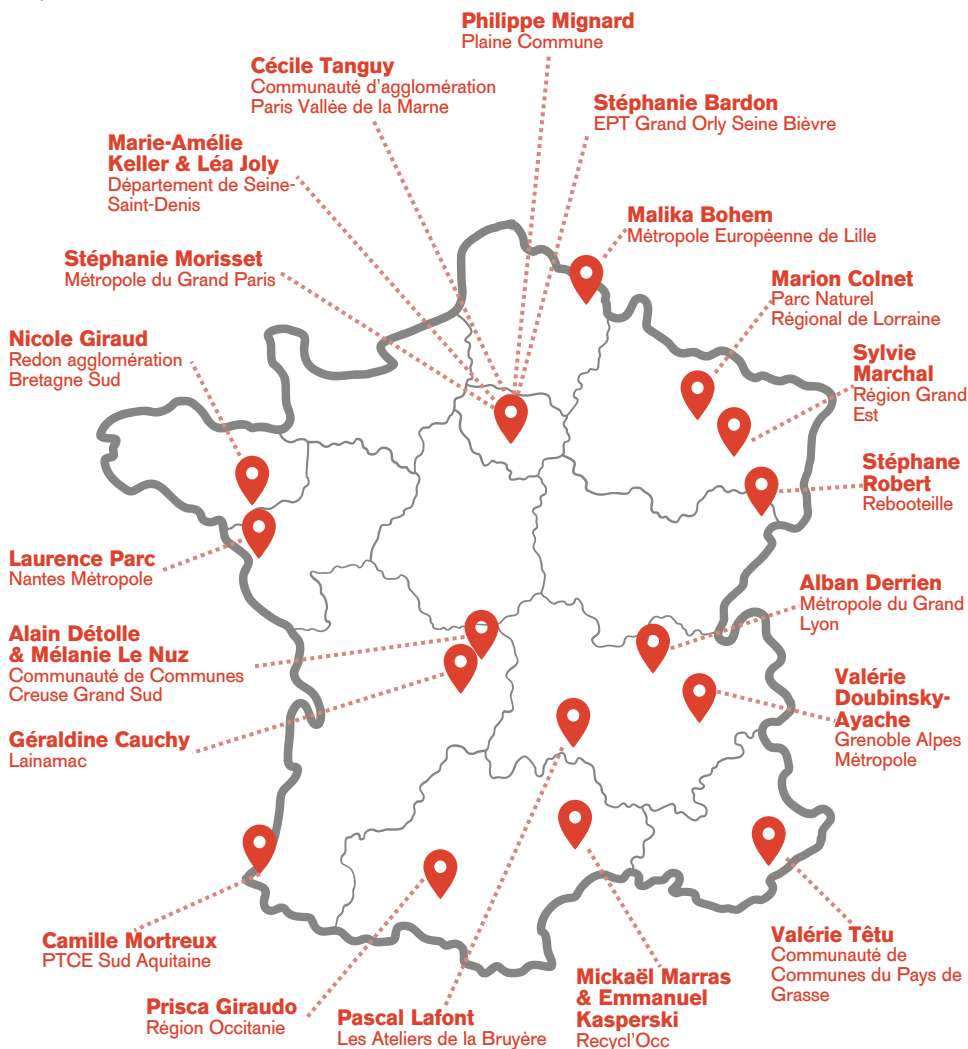 Philippe Mignard
Plaine Commune
Cécile Tanguy
Communauté d'agglomération
Paris Vallée de la Marne
Stéphanie Bardon
EPT Grand Orly Seine Bièvre
Marie-Amélie
Keller & Léa Joly
Département de Seine-
Saint-Denis
Malika Bohem
Métropole Européenne de Lille
Stéphanie Morisset
Métropole du Grand Paris
Marion Colnet
Parc Naturel
Régional de Lorraine
Nicole Giraud
Redon agglomération
Bretagne Sud
Sylvie
Marchal
Région Grand
Est
Stéphane
Robert
Rebooteille
Laurence Parc
Nantes Métropole
Alban Derrien
Métropole du Grand
Lyon
Alain Détolle
& Mélanie Le Nuz
Communauté de Communes
Creuse Grand Sud
Valérie
Doubinsky-
Ayache
Grenoble Alpes
Métropole
Géraldine Cauchy
Lainamac
Camille Mortreux
PTCE Sud Aquitaine
Valérie Têtu
Communauté de
Communes du Pays de
Grasse
Prisca Giraudo
Région Occitanie
Pascal Lafont
Les Ateliers de la Bruyère
Mickaël Marras
& Emmanuel
Kasperski
Recycl'Occ